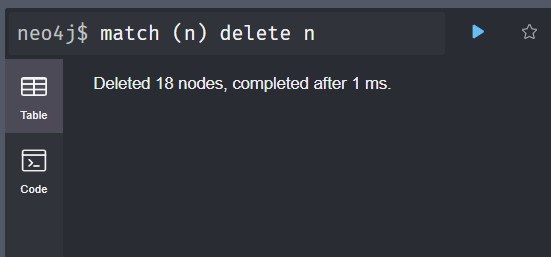 neo4j$ match (n) delete n
Deleted 18 nodes, completed after 1 ms.
Table
Code